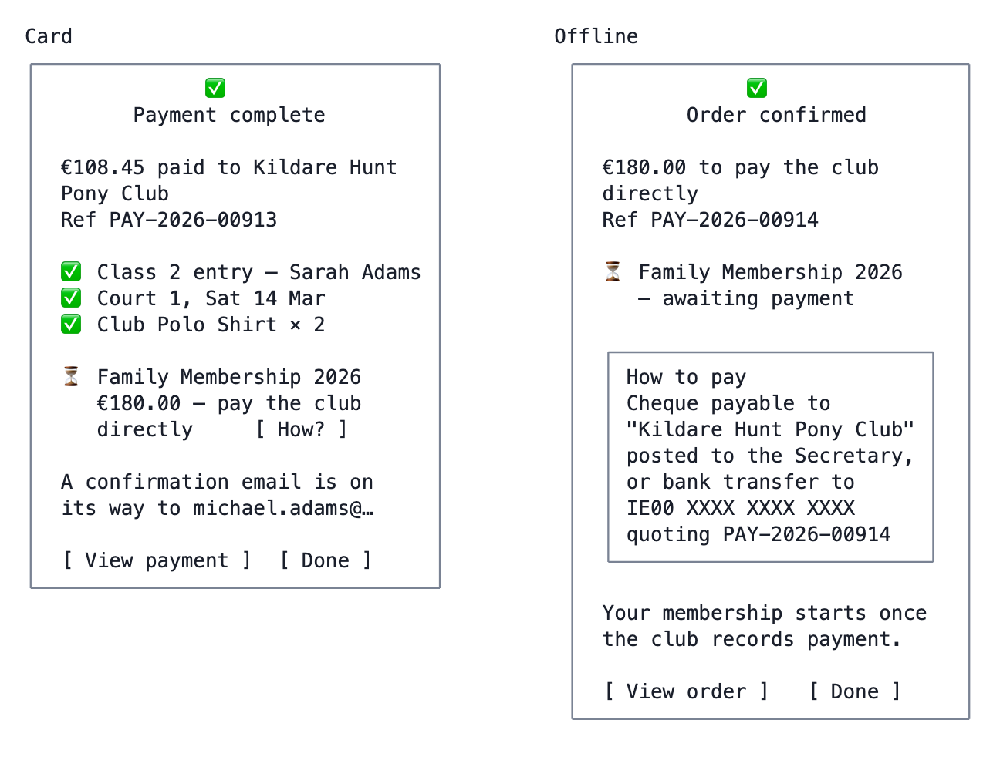 Card
✅
Payment complete
€108.45 paid to Kildare Hunt
Pony Club
Ref PAY–2026–00913
✅ Class 2 entry — Sarah Adams
✅ Court 1, Sat 14 Mar
✅ Club Polo Shirt × 2
⏳ Family Membership 2026
€180.00 — pay the club
directly [ How? ]
A confirmation email is on
its way to michael.adams@…
[ View payment ] [ Done ]
Offline
✅
Order confirmed
€180.00 to pay the club
directly
Ref PAY–2026–00914
⏳ Family Membership 2026
— awaiting payment
How to pay
Cheque payable to
"Kildare Hunt Pony Club"
posted to the Secretary,
or bank transfer to
IE00 XXXX XXXX XXXX
quoting PAY–2026–00914
Your membership starts once
the club records payment.
[ View order ] [ Done ]